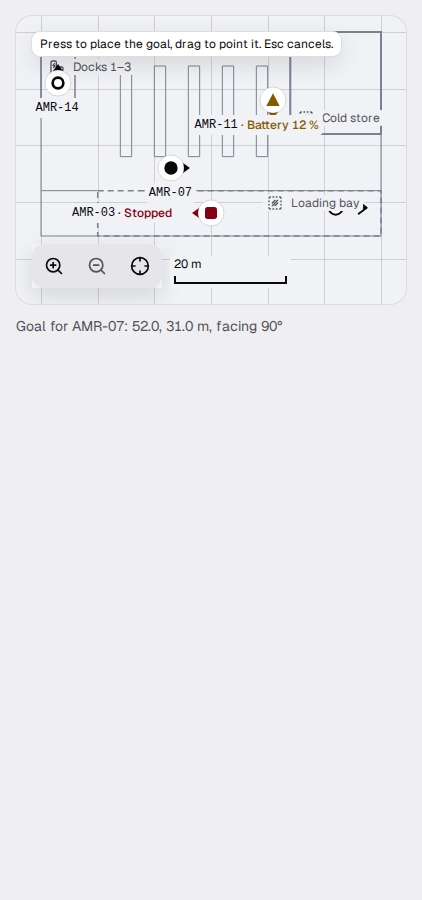 Press to place the goal, drag to point it. Esc cancels.
Docks 1–3
AMR-14
Cold store
AMR-11 · Battery 12 %
AMR-07
Loading bay
AMR-03 · Stopped
20 m
Goal for AMR-07: 52.0, 31.0 m, facing 90°